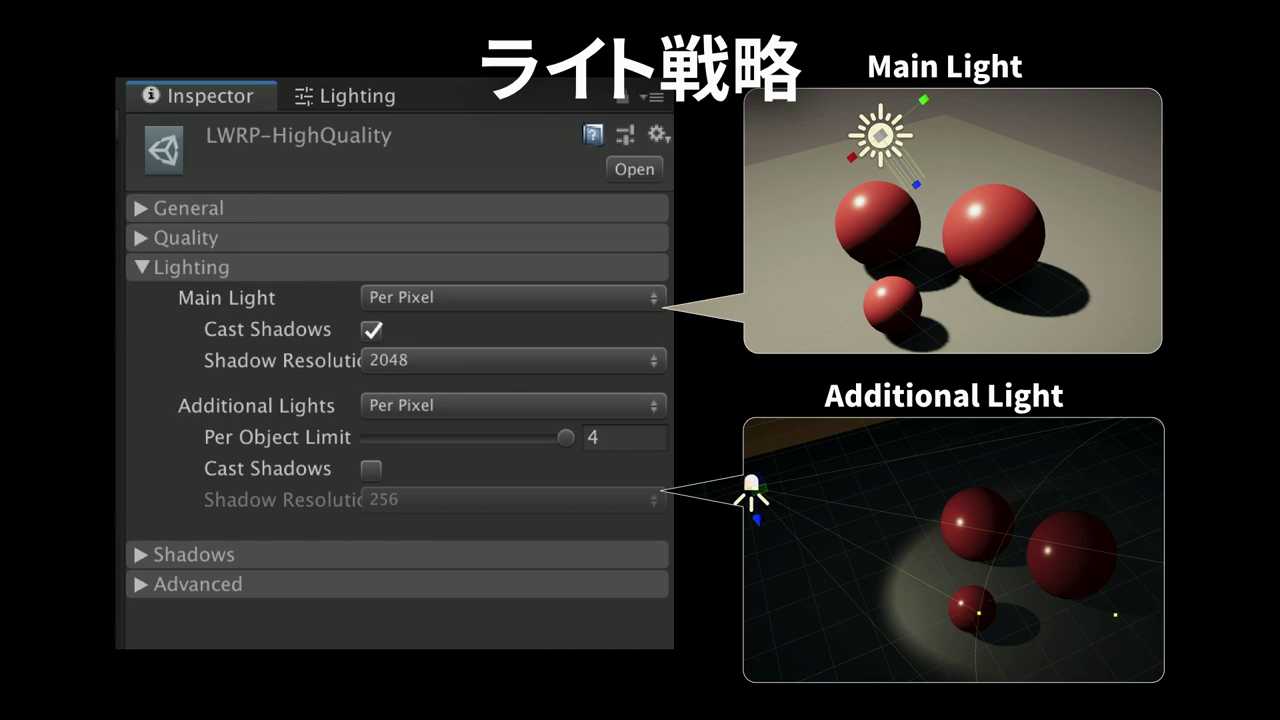 ライト戦略
Inspector
Lighting
LWRP-HighQuality
Open
General
Quality
Lighting
Main Light Per Pixel
Cast Shadows
Shadow Resolutic 2048
Additional Lights Per Pixel
Per Object Limit 4
Cast Shadows
Shadow Resolutic 256
Shadows
Advanced
Main Light
Additional Light